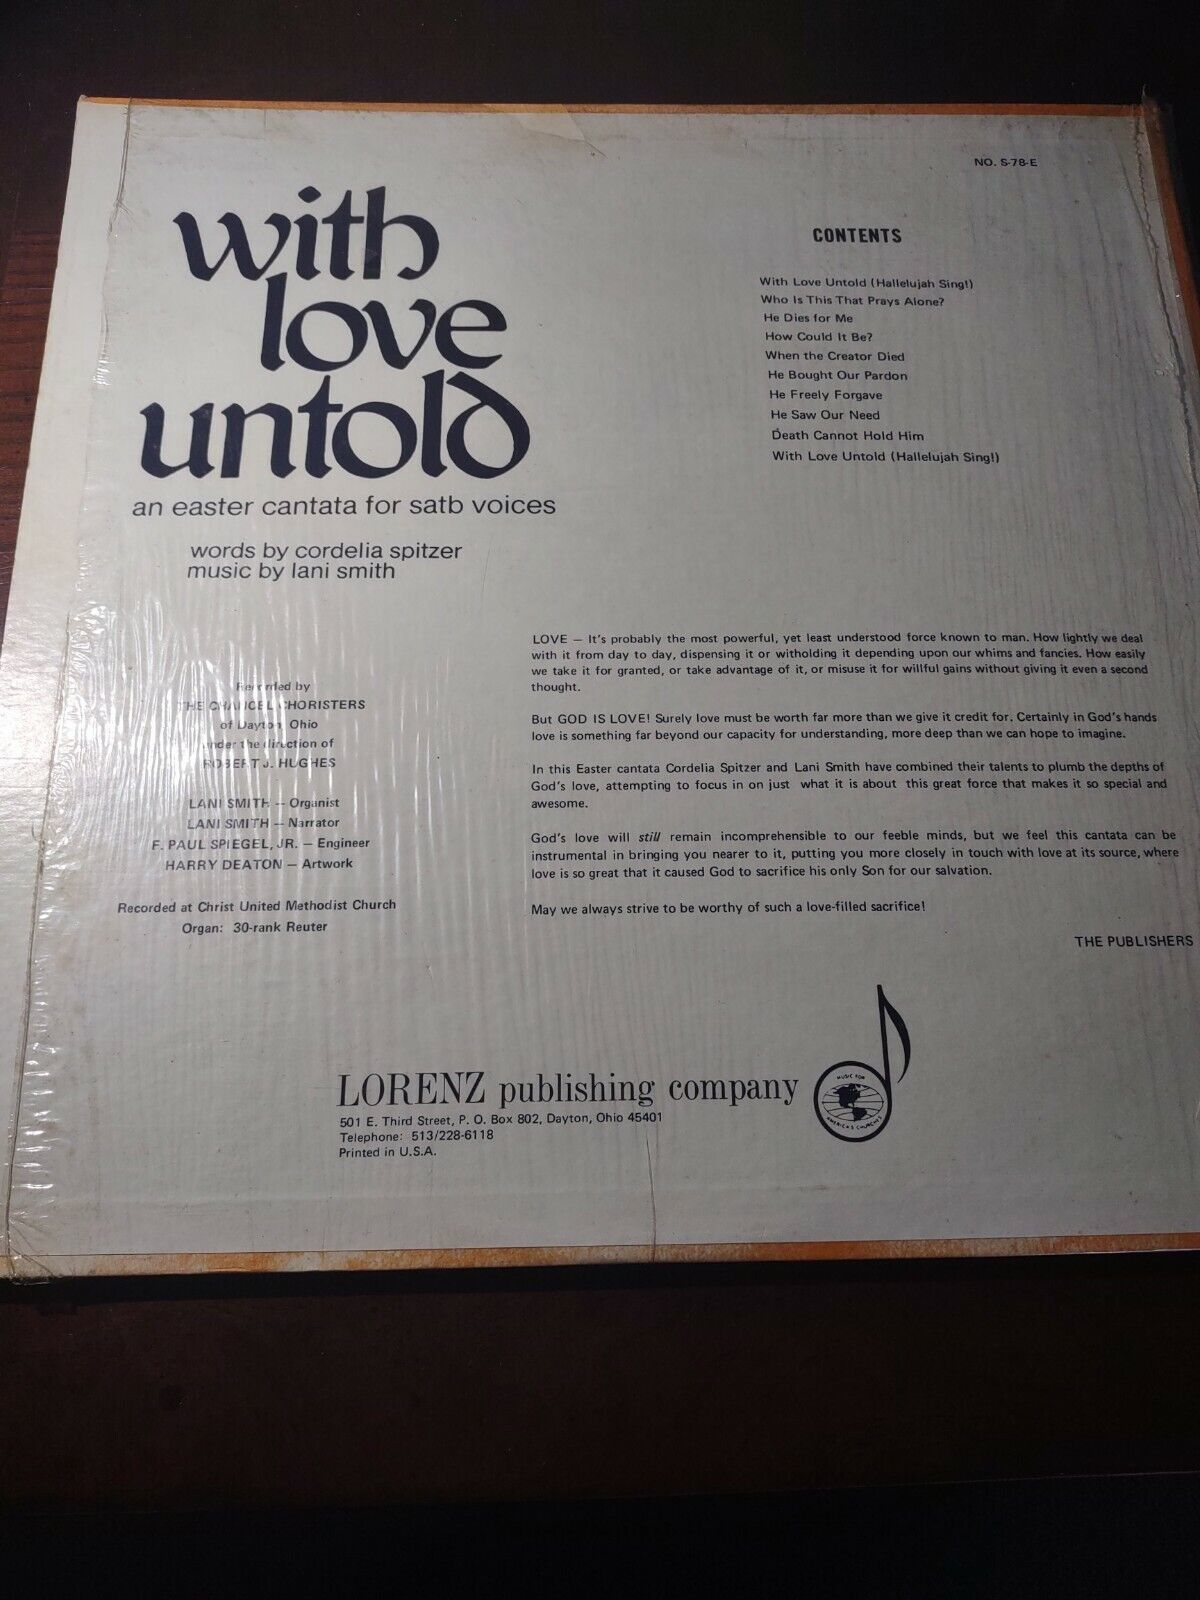 NO. S-78-E
with
love
untold
an easter cantata for satb voices
words by cordelia spitzer
music by lani smith
CONTENTS
With Love Untold (Hallelujah Sing!)
Who Is This That Prays Alone?
He Dies for Me
How Could It Be?
When the Creator Died
He Bought Our Pardon
He Freely Forgave
He Saw Our Need
Death Cannot Hold Him
With Love Untold (Hallelujah Sing!)
Recorded by
THE CHANCEL CHORISTERS
of Dayton, Ohio
under the direction of
ROBERT J. HUGHES
LANI SMITH — Organist
LANI SMITH — Narrator
F. PAUL SPIEGEL, JR. — Engineer
HARRY DEATON — Artwork
Recorded at Christ United Methodist Church
Organ: 30-rank Reuter
LOVE — It's probably the most powerful, yet least understood force known to man. How lightly we deal
with it from day to day, dispensing it or witholding it depending upon our whims and fancies. How easily
we take it for granted, or take advantage of it, or misuse it for willful gains without giving it even a second
thought.
But GOD IS LOVE! Surely love must be worth far more than we give it credit for. Certainly in God's hands
love is something far beyond our capacity for understanding, more deep than we can hope to imagine.
In this Easter cantata Cordelia Spitzer and Lani Smith have combined their talents to plumb the depths of
God's love, attempting to focus in on just what it is about this great force that makes it so special and
awesome.
God's love will still remain incomprehensible to our feeble minds, but we feel this cantata can be
instrumental in bringing you nearer to it, putting you more closely in touch with love at its source, where
love is so great that it caused God to sacrifice his only Son for our salvation.
May we always strive to be worthy of such a love-filled sacrifice!
THE PUBLISHERS
LORENZ publishing company
501 E. Third Street, P. O. Box 802, Dayton, Ohio 45401
Telephone: 513/228-6118
Printed in U.S.A.
MUSIC FOR
AMERICA'S CHURCHES